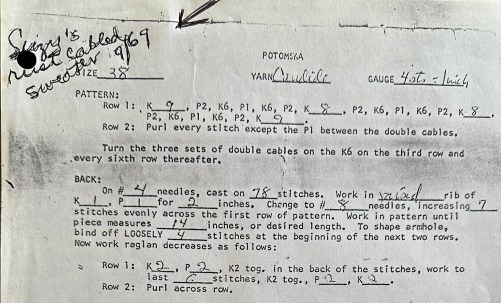 Suzy's
rust cabled
sweater 9/69
POTOMSKA
SIZE 38 YARN Candide GAUGE 4 sts = 1 inch
PATTERN:
Row 1: K 9, P2, K6, P1, K6, P2, K 8, P2, K6, P1, K6, P2, K 8,
P2, K6, P1, K6, P2, K 9.
Row 2: Purl every stitch except the P1 between the double cables.
Turn the three sets of double cables on the K6 on the third row and
every sixth row thereafter.
BACK:
On # 4 needles, cast on 78 stitches. Work in rib of
K 1, P 1 for 2 inches. Change to # 8 needles, increasing 7
stitches evenly across the first row of pattern. Work in pattern until
piece measures 14 inches, or desired length. To shape armhole,
bind off LOOSELY 4 stitches at the beginning of the next two rows.
Now work raglan decreases as follows:
Row 1: K 2, P 2, K2 tog. in the back of the stitches, work to
last 6 stitches, K2 tog., P 2, K 2.
Row 2: Purl across row.